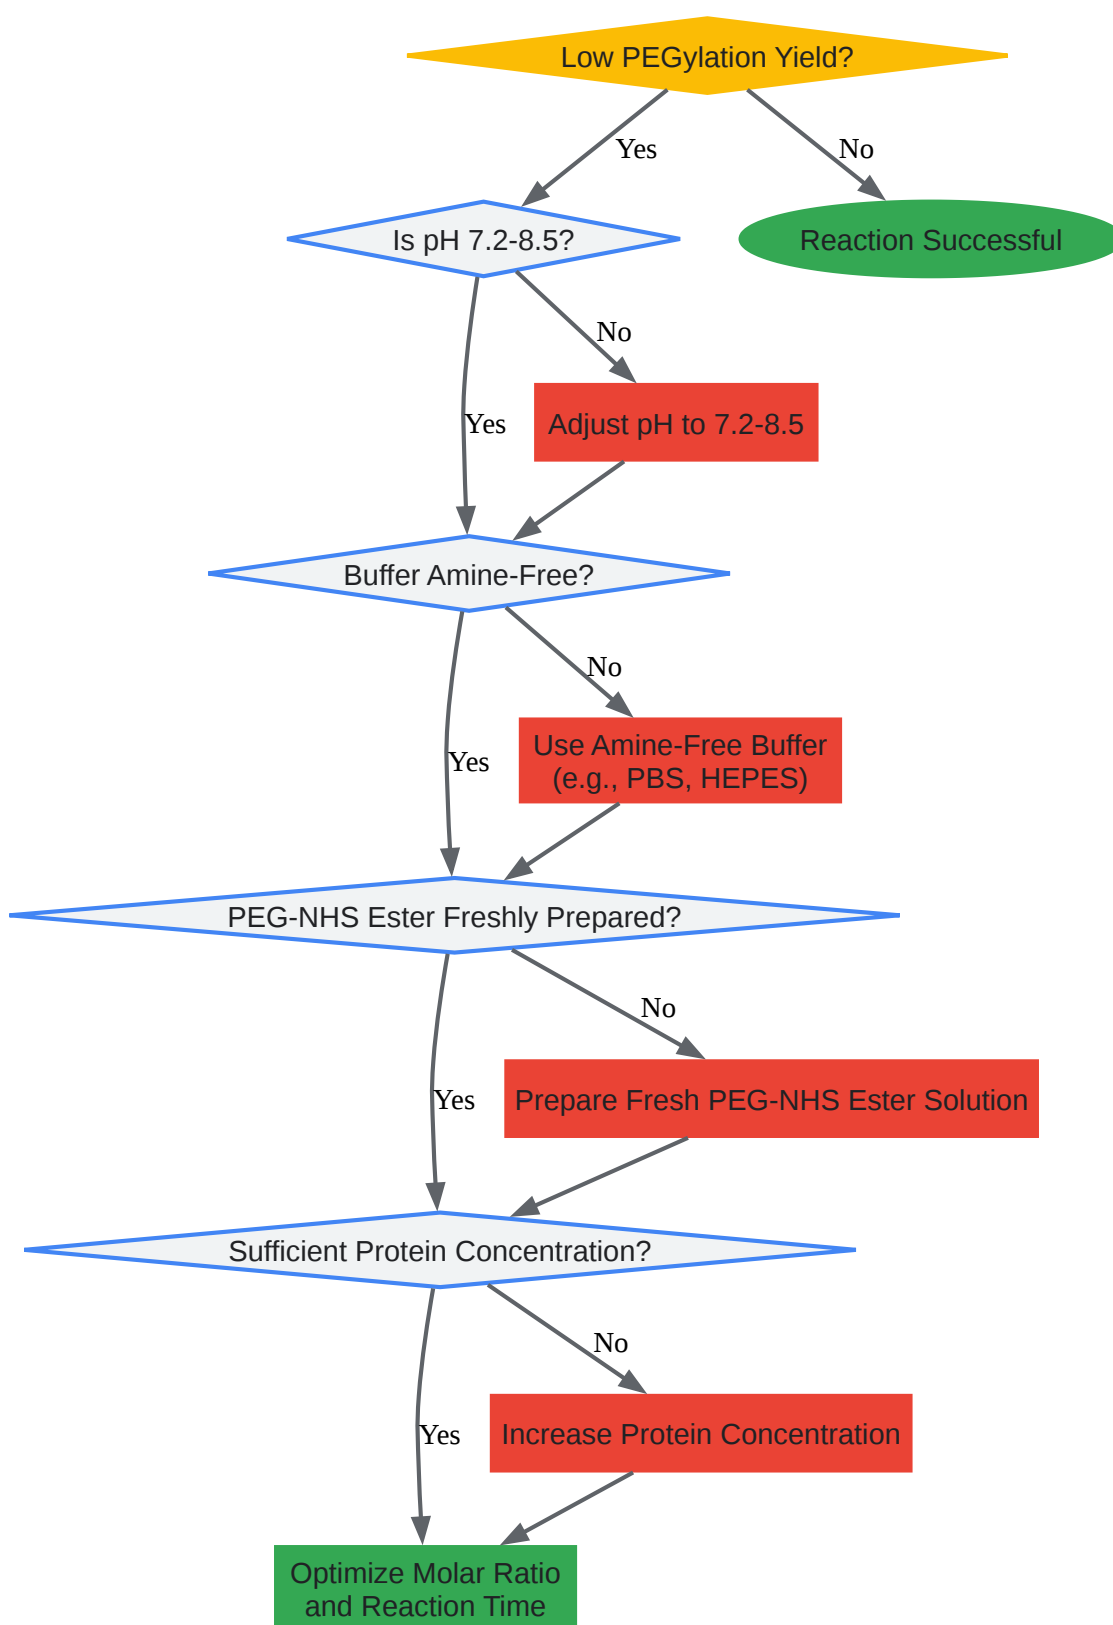 Low PEGylation Yield?
Yes
No
Is pH 7.2-8.5?
Reaction Successful
No
Yes
Adjust pH to 7.2-8.5
Buffer Amine-Free?
No
Yes
Use Amine-Free Buffer
(e.g., PBS, HEPES)
PEG-NHS Ester Freshly Prepared?
No
Yes
Prepare Fresh PEG-NHS Ester Solution
Sufficient Protein Concentration?
No
Yes
Increase Protein Concentration
Optimize Molar Ratio
and Reaction Time